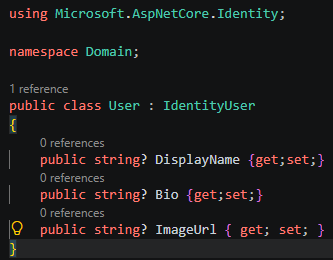 using Microsoft.AspNetCore.Identity;
namespace Domain;
1 reference
public class User : IdentityUser
{
0 references
public string? DisplayName {get;set;}
0 references
public string? Bio {get;set;}
0 references
public string? ImageUrl { get; set; }
}